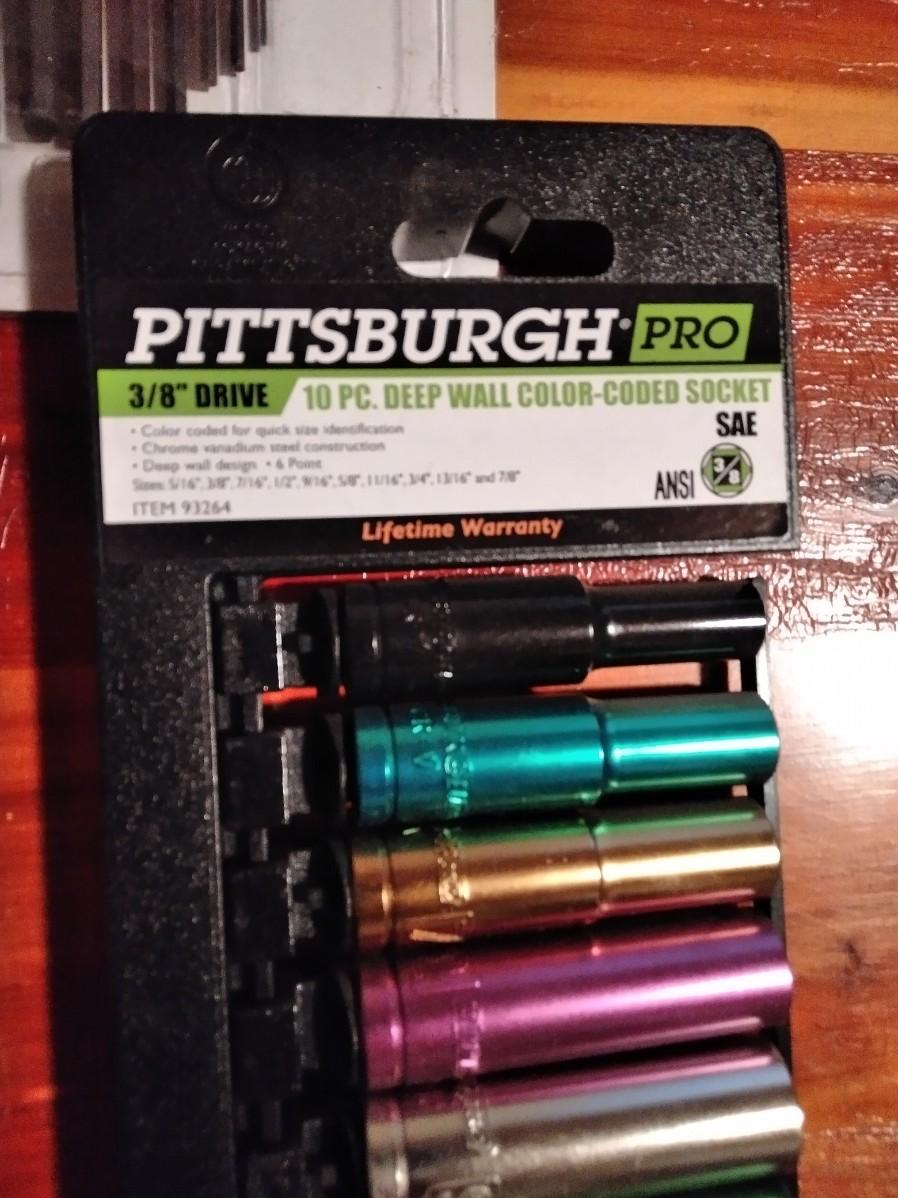 PITTSBURGH® PRO
3/8" DRIVE 10 PC. DEEP WALL COLOR-CODED SOCKET
SAE
• Color coded for quick size identification
• Chrome vanadium steel construction
• Deep wall design • 6 Point
Sizes: 5/16", 3/8", 7/16", 1/2", 9/16", 5/8", 11/16", 3/4", 13/16" and 7/8"
ANSI 3/8
ITEM 93264
Lifetime Warranty